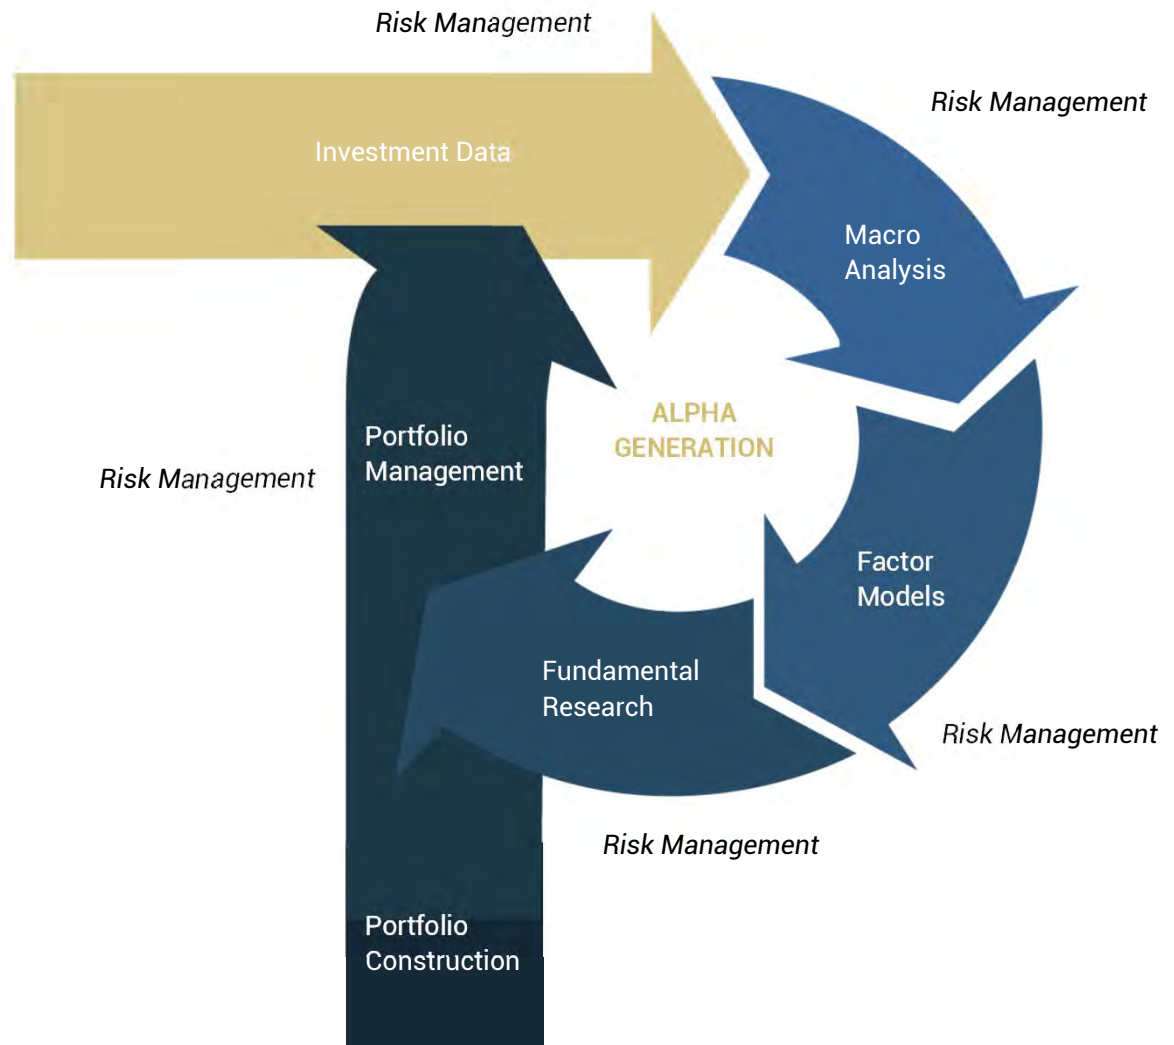 Risk Management
Risk Management
Investment Data
Macro
Analysis
ALPHA
GENERATION
Portfolio
Management
Risk Management
Factor
Models
Fundamental
Research
Risk Management
Risk Management
Portfolio
Construction